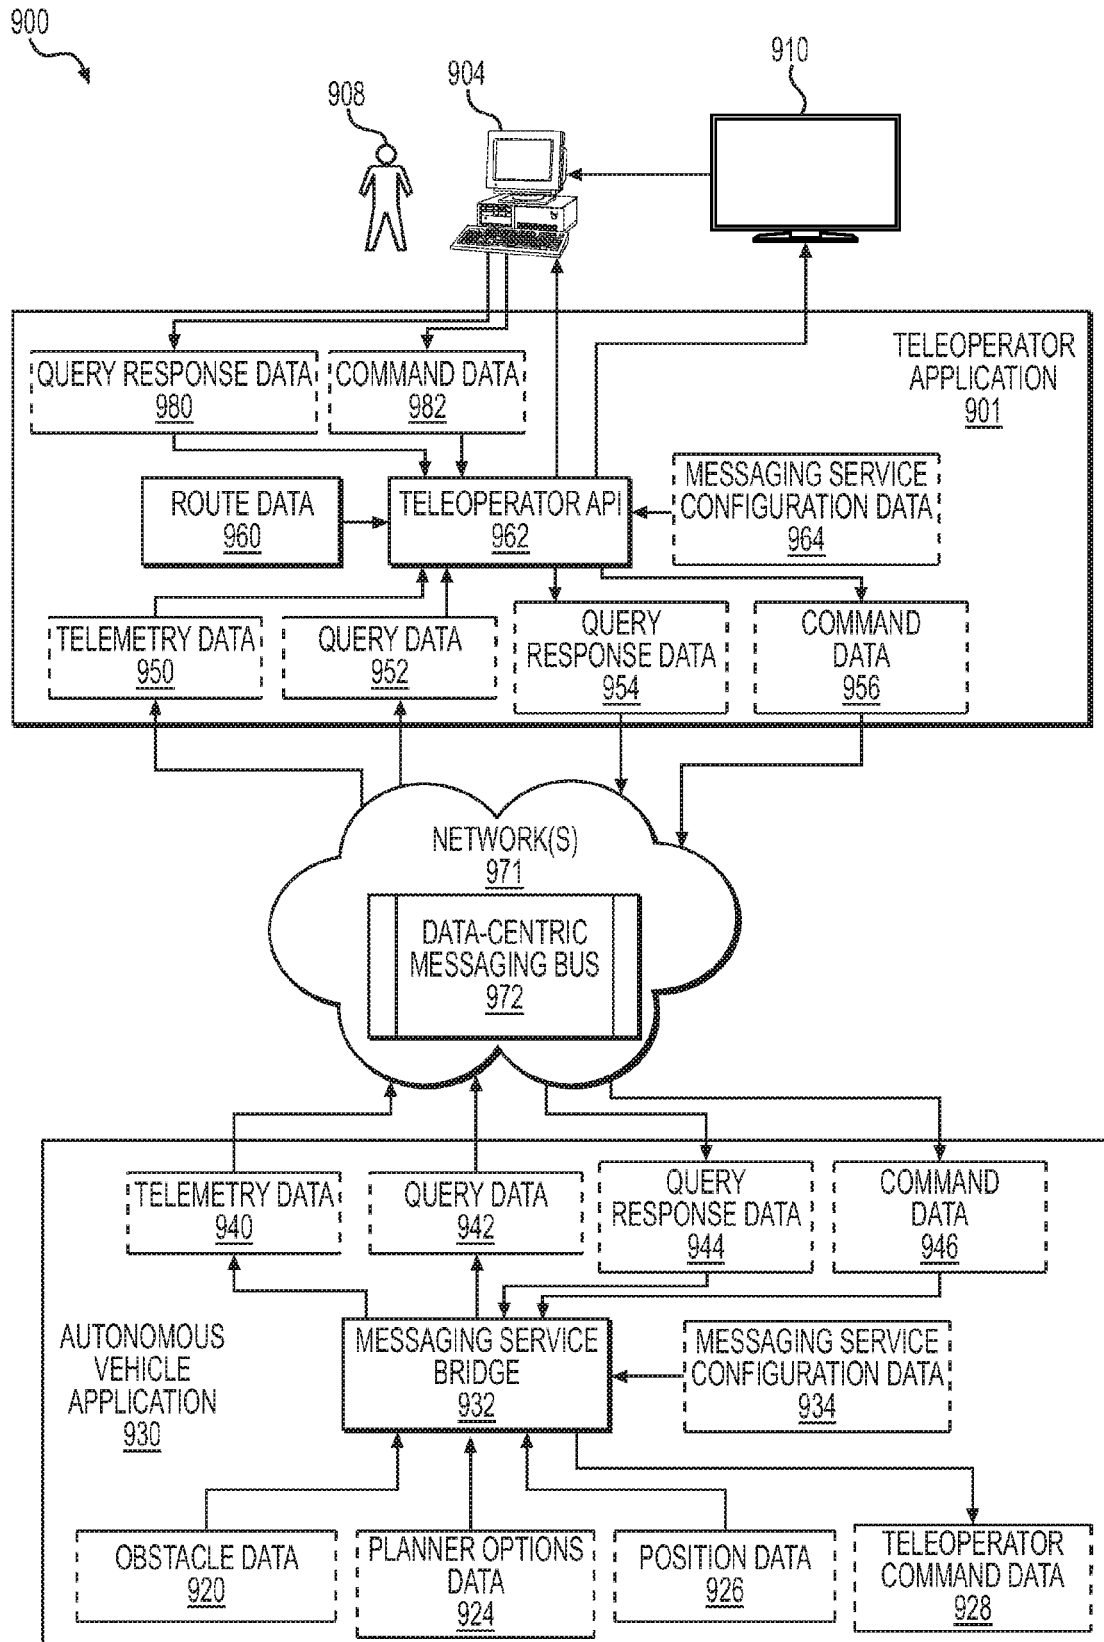 900
908
904
910
TELEOPERATOR
APPLICATION
901
QUERY RESPONSE DATA
980
COMMAND DATA
982
ROUTE DATA
960
TELEOPERATOR API
962
MESSAGING SERVICE
CONFIGURATION DATA
964
TELEMETRY DATA
950
QUERY DATA
952
QUERY
RESPONSE DATA
954
COMMAND
DATA
956
NETWORK(S)
971
DATA-CENTRIC
MESSAGING BUS
972
TELEMETRY DATA
940
QUERY DATA
942
QUERY
RESPONSE DATA
944
COMMAND
DATA
946
AUTONOMOUS
VEHICLE
APPLICATION
930
MESSAGING SERVICE
BRIDGE
932
MESSAGING SERVICE
CONFIGURATION DATA
934
OBSTACLE DATA
920
PLANNER OPTIONS
DATA
924
POSITION DATA
926
TELEOPERATOR
COMMAND DATA
928